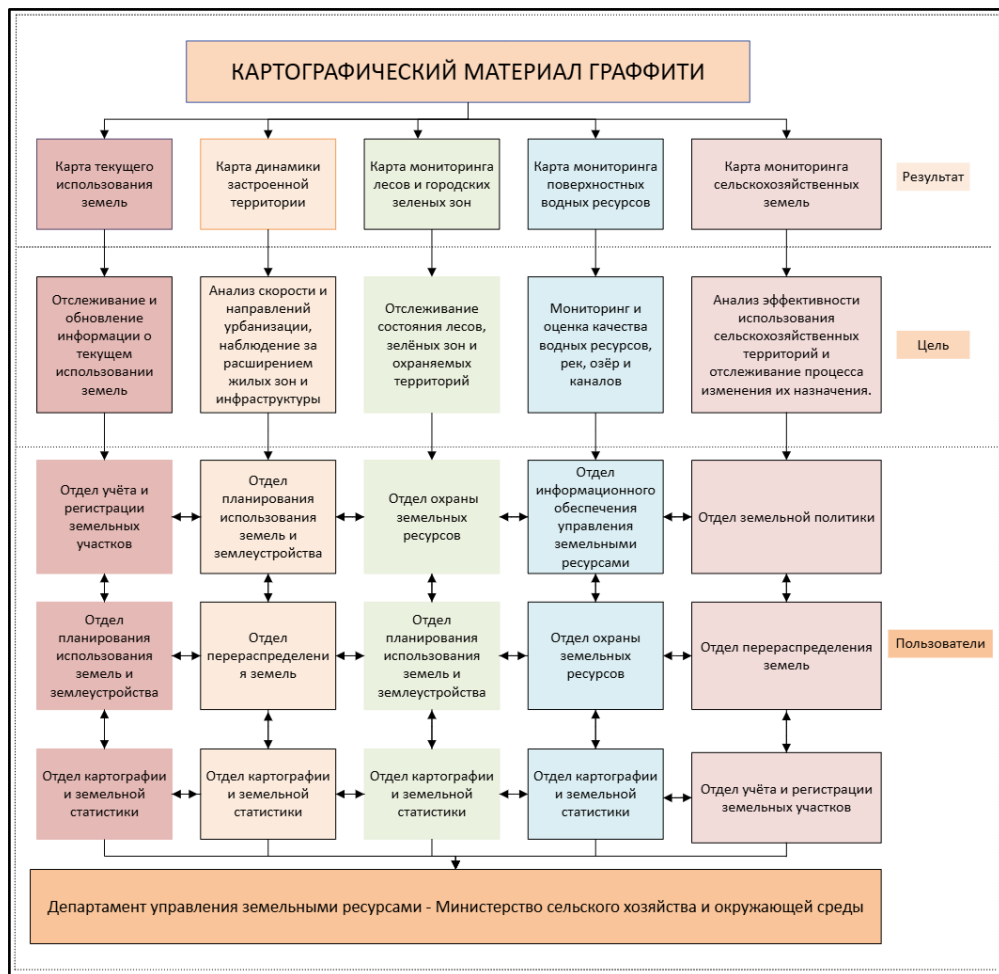 КАРТОГРАФИЧЕСКИЙ МАТЕРИАЛ ГРАФФИТИ
Карта текущего
использования
земель
Карта динамики
застроенной
территории
Карта мониторинга
лесов и городских
зеленых зон
Карта мониторинга
поверхностных
водных ресурсов
Карта мониторинга
сельскохозяйственных
земель
Результат
Отслеживание и
обновление
информации о
текущем
использовании
земель
Анализ скорости и
направлений
урбанизации,
наблюдение за
расширением
жилых зон и
инфраструктуры
Отслеживание
состояния лесов,
зелёных зон и
охраняемых
территорий
Мониторинг и
оценка качества
водных ресурсов,
рек, озёр и
каналов
Анализ эффективности
использования
сельскохозяйственных
территорий и
отслеживание процесса
изменения их назначения.
Цель
Отдел учёта и
регистрации
земельных
участков
Отдел
планирования
использования
земель и
землеустройства
Отдел охраны
земельных
ресурсов
Отдел
информационного
обеспечения
управления
земельными
ресурсами
Отдел земельной политики
Отдел
планирования
использования
земель и
землеустройства
Отдел
перераспределени
я земель
Отдел
планирования
использования
земель и
землеустройства
Отдел охраны
земельных
ресурсов
Отдел перераспределения
земель
Пользователи
Отдел картографии
и земельной
статистики
Отдел картографии
и земельной
статистики
Отдел картографии
и земельной
статистики
Отдел картографии
и земельной
статистики
Отдел учёта и регистрации
земельных участков
Департамент управления земельными ресурсами - Министерство сельского хозяйства и окружающей среды